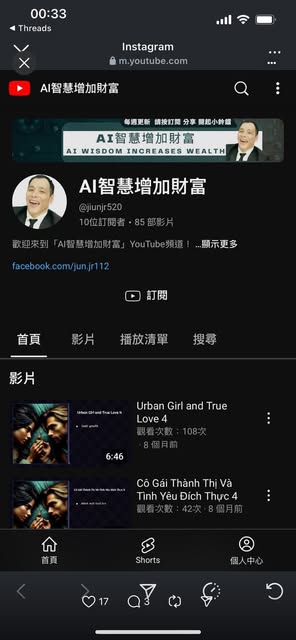 00:33
◀ Threads
Instagram
m.youtube.com
AI智慧增加財富
每週更新 請按訂閱 分享 開起小鈴鐺
AI智慧增加財富
AI WISDOM INCREASES WEALTH
AI智慧增加財富
@jiunjr520
10位訂閱者 • 85 部影片
歡迎來到「AI智慧增加財富」YouTube頻道！ ...顯示更多
facebook.com/jun.jr112
訂閱
首頁 影片 播放清單 搜尋
影片
Urban Girl and True Love 4
6:46
Urban Girl and True
Love 4
觀看次數：108次
· 8 個月前
Cô Gái Thành Thị Và Tình Yêu Đích Thực 4
Cô Gái Thành Thị Và
Tình Yêu Đích Thực 4
觀看次數：42次 · 8 個月前
首頁 Shorts 個人中心
17 3